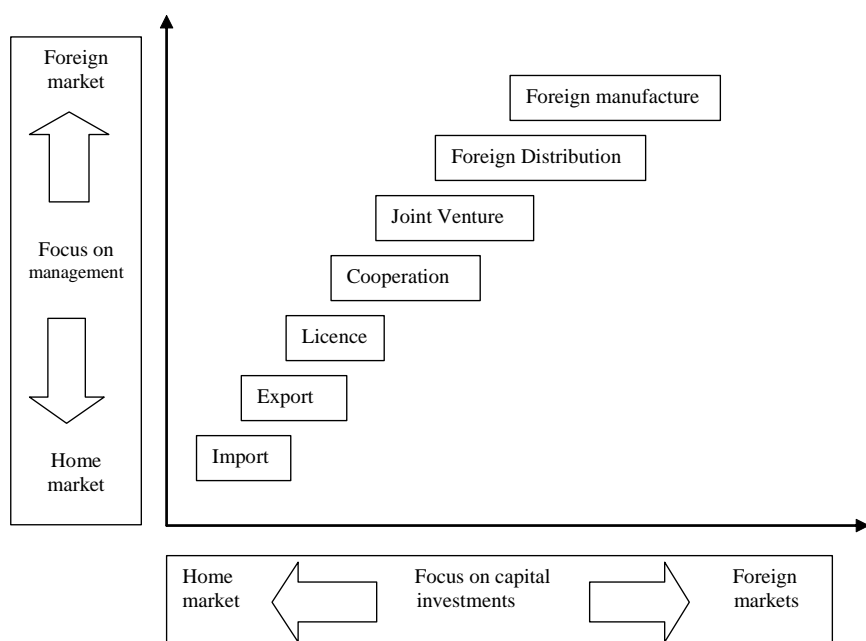 Foreign
market
Focus on
management
Home
market
Foreign manufacture
Foreign Distribution
Joint Venture
Cooperation
Licence
Export
Import
Home
market
Focus on capital
investments
Foreign
markets